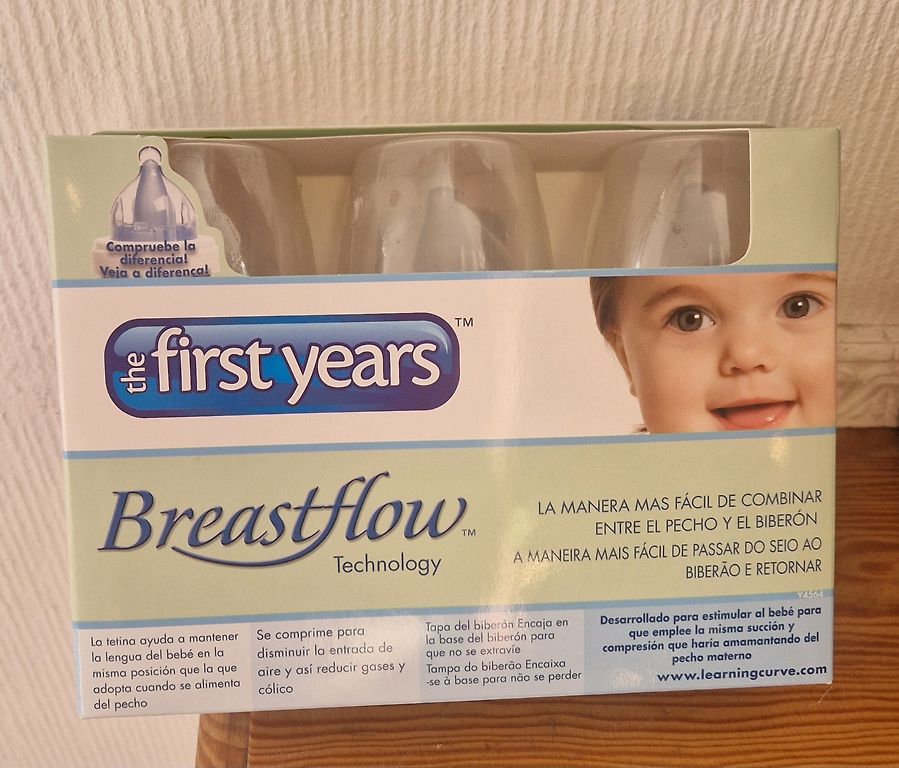 Compruebe la
diferencia!
Veja a diferença!
the first years™
Breastflow™
Technology
LA MANERA MAS FÁCIL DE COMBINAR
ENTRE EL PECHO Y EL BIBERÓN
A MANEIRA MAIS FÁCIL DE PASSAR DO SEIO AO
BIBERÃO E RETORNAR
Y4564
La tetina ayuda a mantener
la lengua del bebé en la
misma posición que la que
adopta cuando se alimenta
del pecho
Se comprime para
disminuir la entrada de
aire y así reducir gases y
cólico
Tapa del biberón Encaja en
la base del biberón para
que no se extravíe
Tampa do biberão Encaixa
-se à base para não se perder
Desarrollado para estimular al bebé para
que emplee la misma succión y
compresión que haría amamantando del
pecho materno
www.learningcurve.com